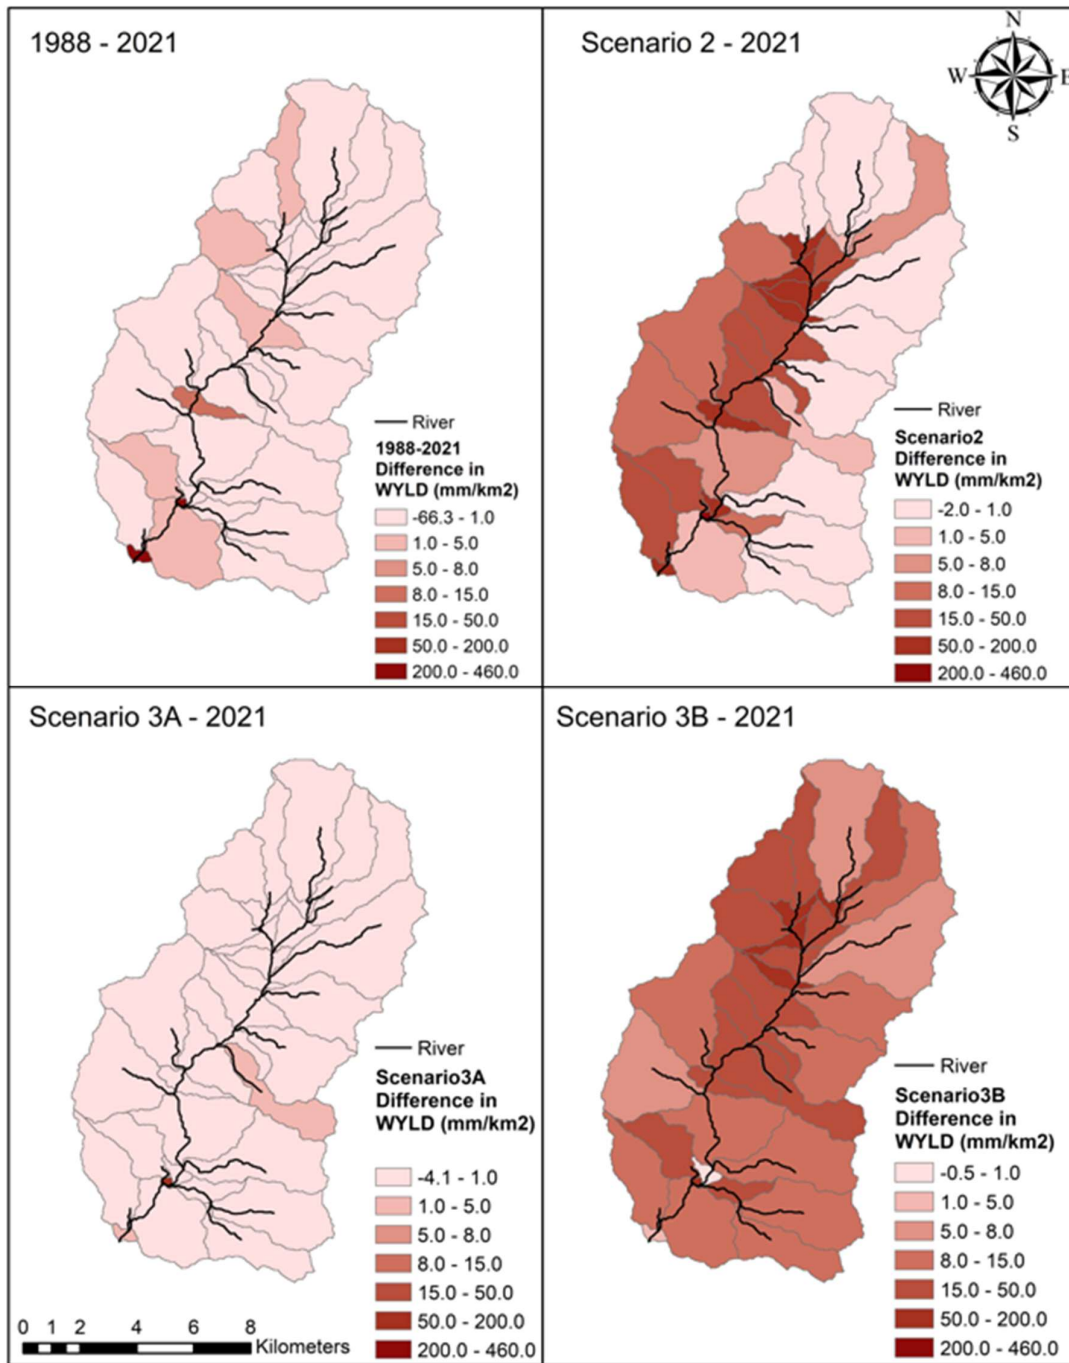 1988 - 2021
Scenario 2 - 2021
N
W
E
S
River
1988-2021
Difference in
WYLD (mm/km2)
-66.3 - 1.0
1.0 - 5.0
5.0 - 8.0
8.0 - 15.0
15.0 - 50.0
50.0 - 200.0
200.0 - 460.0
River
Scenario2
Difference in
WYLD (mm/km2)
-2.0 - 1.0
1.0 - 5.0
5.0 - 8.0
8.0 - 15.0
15.0 - 50.0
50.0 - 200.0
200.0 - 460.0
Scenario 3A - 2021
Scenario 3B - 2021
River
Scenario3A
Difference in
WYLD (mm/km2)
-4.1 - 1.0
1.0 - 5.0
5.0 - 8.0
8.0 - 15.0
15.0 - 50.0
50.0 - 200.0
200.0 - 460.0
0 1 2 4 6 8
Kilometers
River
Scenario3B
Difference in
WYLD (mm/km2)
-0.5 - 1.0
1.0 - 5.0
5.0 - 8.0
8.0 - 15.0
15.0 - 50.0
50.0 - 200.0
200.0 - 460.0